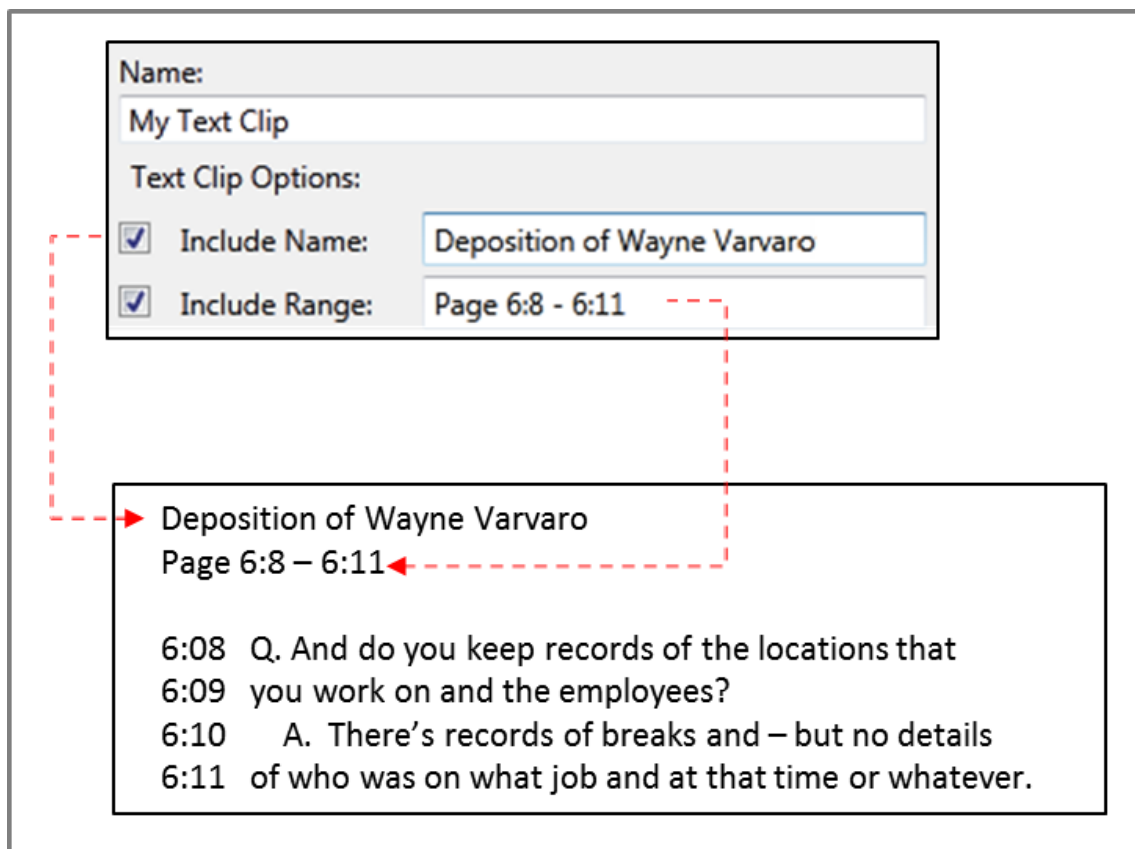 Name:
My Text Clip
Text Clip Options:
Include Name: Deposition of Wayne Varvaro
Include Range: Page 6:8 - 6:11
Deposition of Wayne Varvaro
Page 6:8 – 6:11
6:08 Q. And do you keep records of the locations that
6:09 you work on and the employees?
6:10 A. There’s records of breaks and – but no details
6:11 of who was on what job and at that time or whatever.